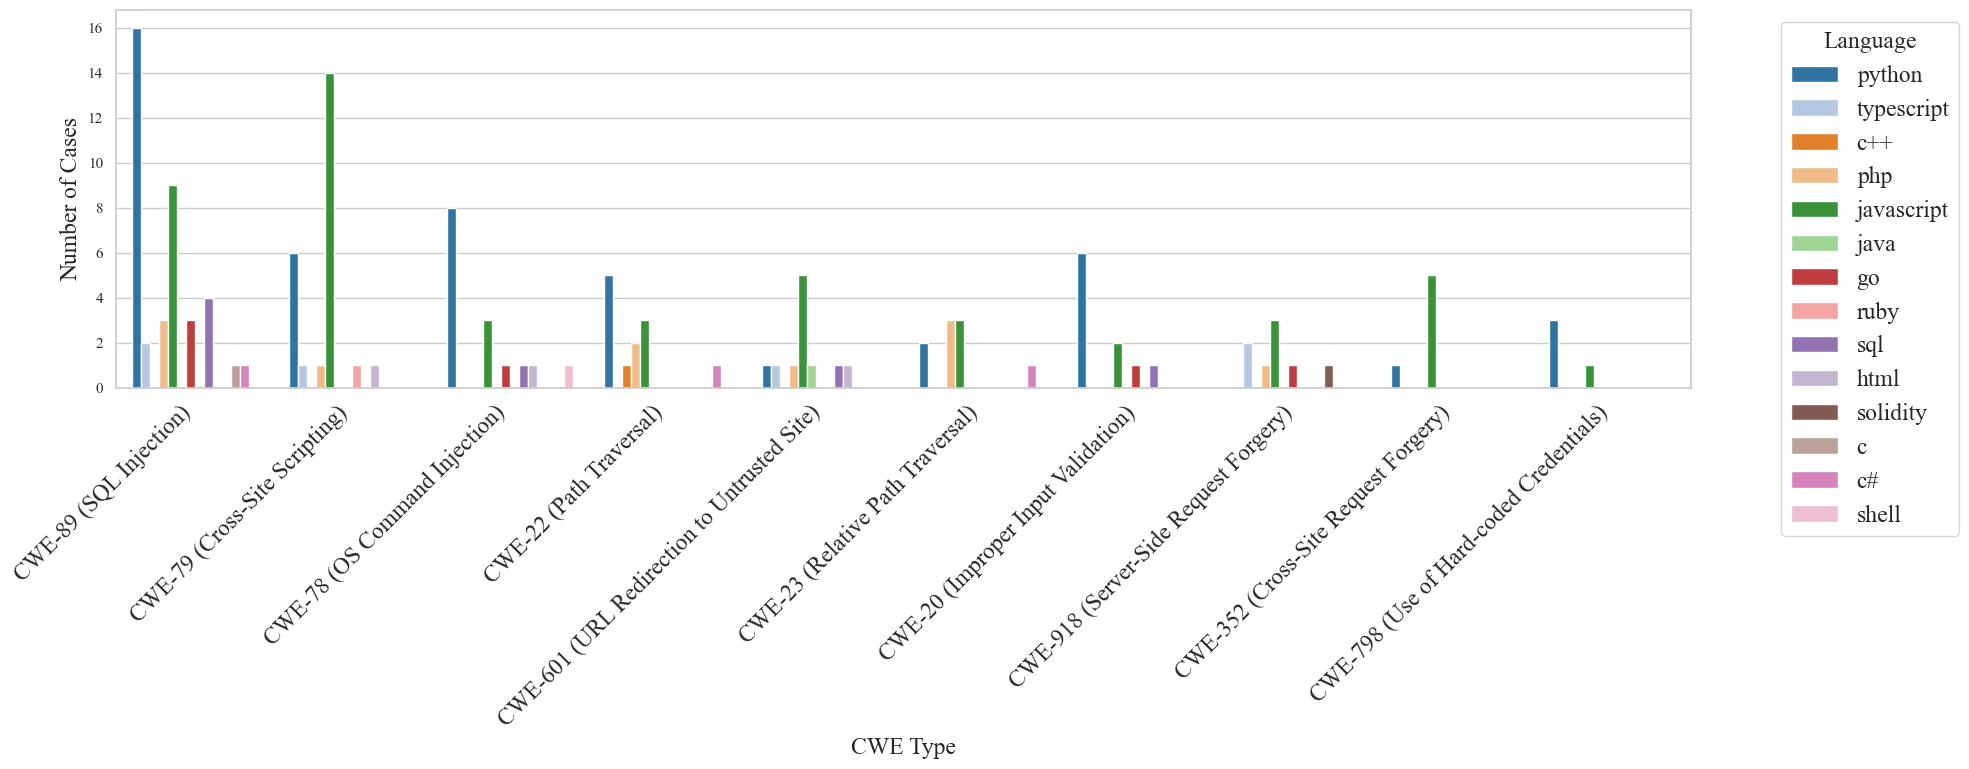 Number of Cases
16
14
12
10
8
6
4
2
0
CWE-89 (SQL Injection)
CWE-79 (Cross-Site Scripting)
CWE-78 (OS Command Injection)
CWE-22 (Path Traversal)
CWE-601 (URL Redirection to Untrusted Site)
CWE-23 (Relative Path Traversal)
CWE-20 (Improper Input Validation)
CWE-918 (Server-Side Request Forgery)
CWE-352 (Cross-Site Request Forgery)
CWE-798 (Use of Hard-coded Credentials)
CWE Type
Language
python
typescript
c++
php
javascript
java
go
ruby
sql
html
solidity
c
c#
shell